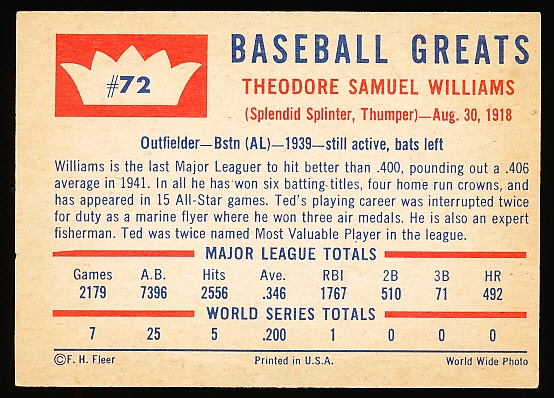 #72
BASEBALL GREATS
THEODORE SAMUEL WILLIAMS
(Splendid Splinter, Thumper)—Aug. 30, 1918
Outfielder—Bstn (AL)—1939—still active, bats left
Williams is the last Major Leaguer to hit better than .400, pounding out a .406
average in 1941. In all he has won six batting titles, four home run crowns, and
has appeared in 15 All-Star games. Ted's playing career was interrupted twice
for duty as a marine flyer where he won three air medals. He is also an expert
fisherman. Ted was twice named Most Valuable Player in the league.
MAJOR LEAGUE TOTALS
Games A.B. Hits Ave. RBI 2B 3B HR
2179 7396 2556 .346 1767 510 71 492
WORLD SERIES TOTALS
7 25 5 .200 1 0 0 0
©F. H. Fleer Printed in U.S.A. World Wide Photo